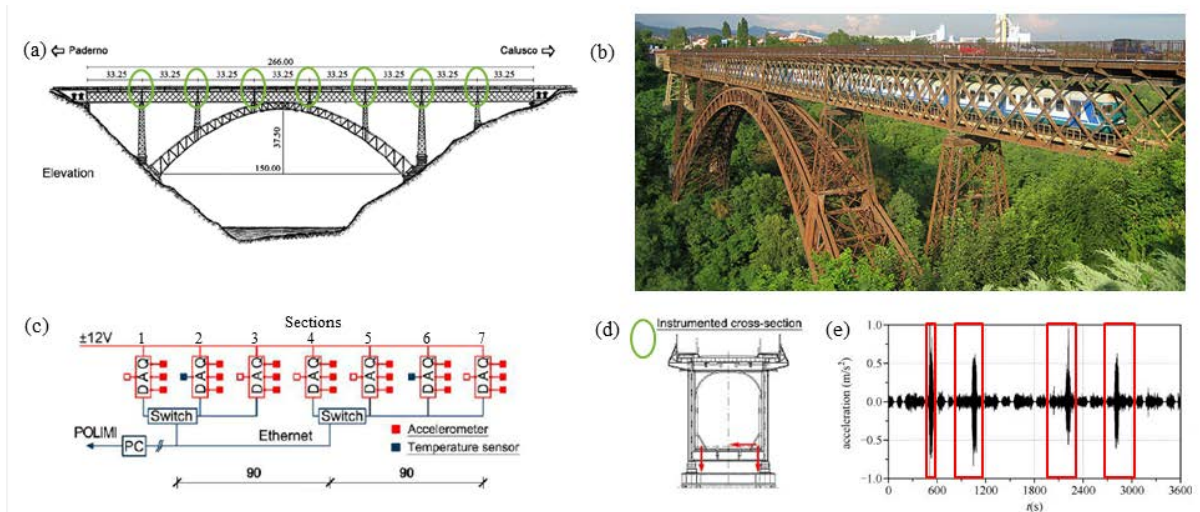 (a)
Paderno
Calusco
266.00
33.25 33.25 33.25 33.25 33.25 33.25 33.25 33.25
37.50
150.00
Elevation
(b)
(c)
Sections
±12V
1 2 3 4 5 6 7
DAQ DAQ DAQ DAQ DAQ DAQ DAQ
Switch Switch
POLIMI
PC
Ethernet
Accelerometer
Temperature sensor
90 90
(d)
Instrumented cross-section
(e)
acceleration (m/s²)
1.0
0.5
0.0
−0.5
−1.0
0 600 1200 1800 2400 3000 3600
t(s)